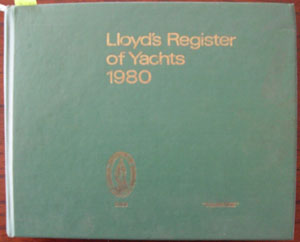 Lloyd's Register
of Yachts
1980